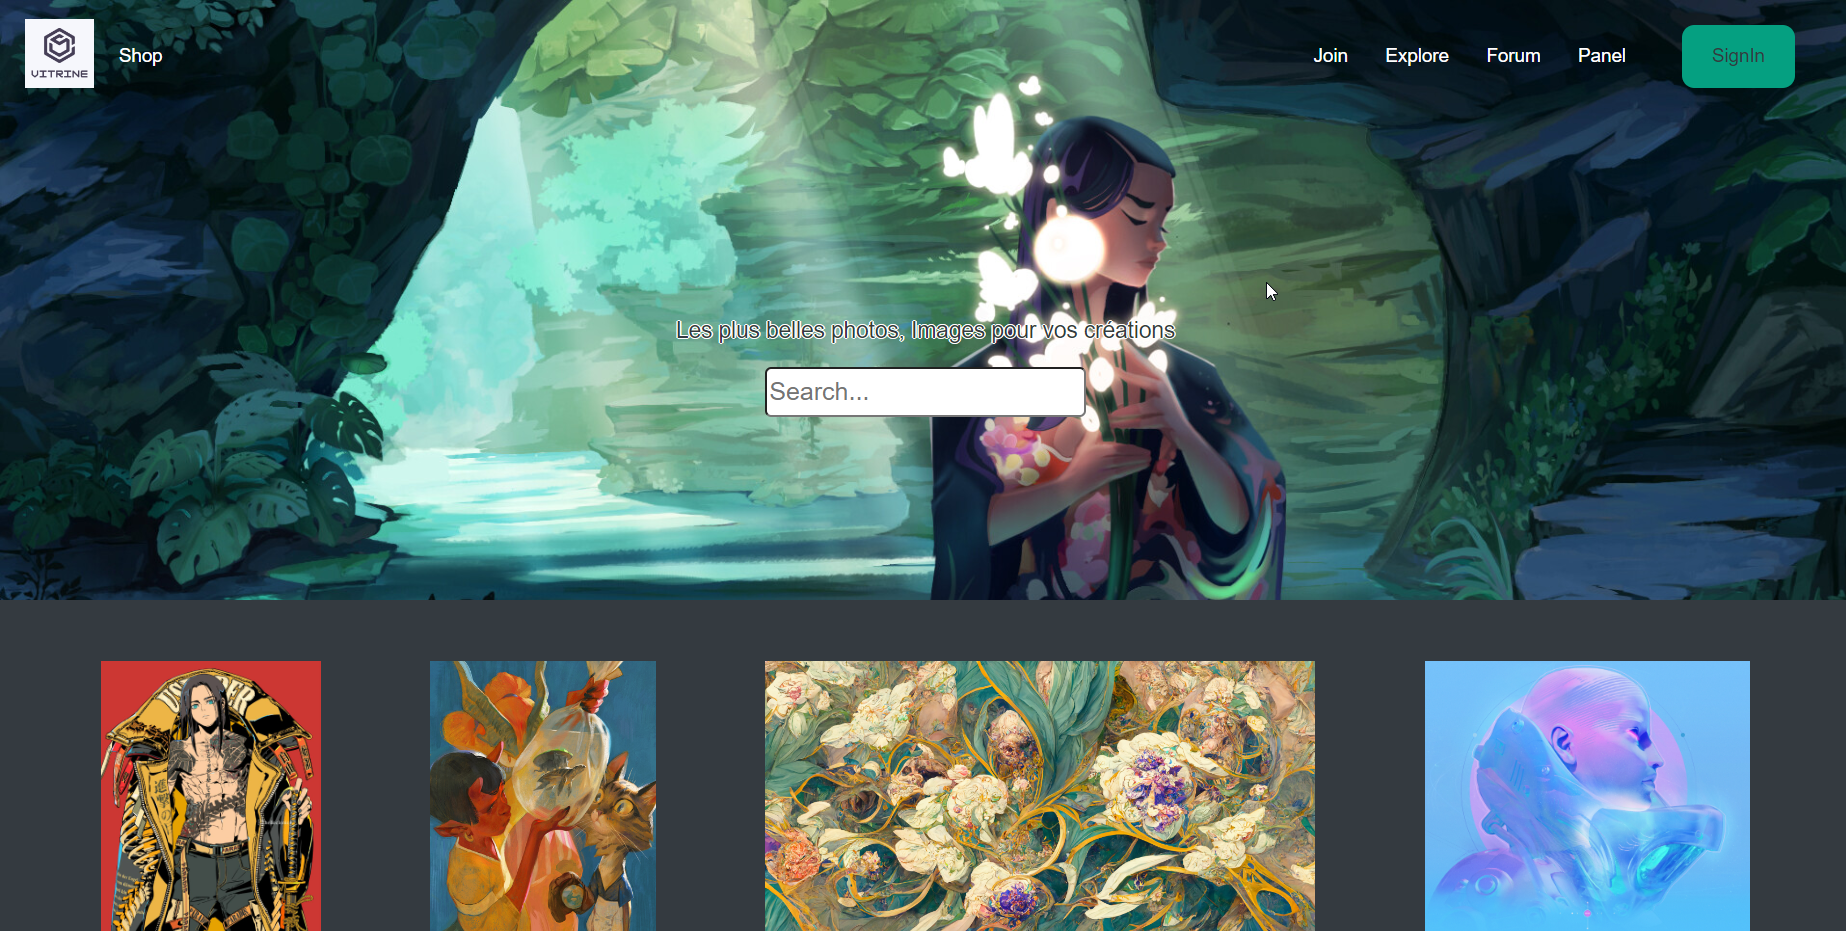 VITRINE
Shop
Join
Explore
Forum
Panel
SignIn
Les plus belles photos, Images pour vos créations
Search...